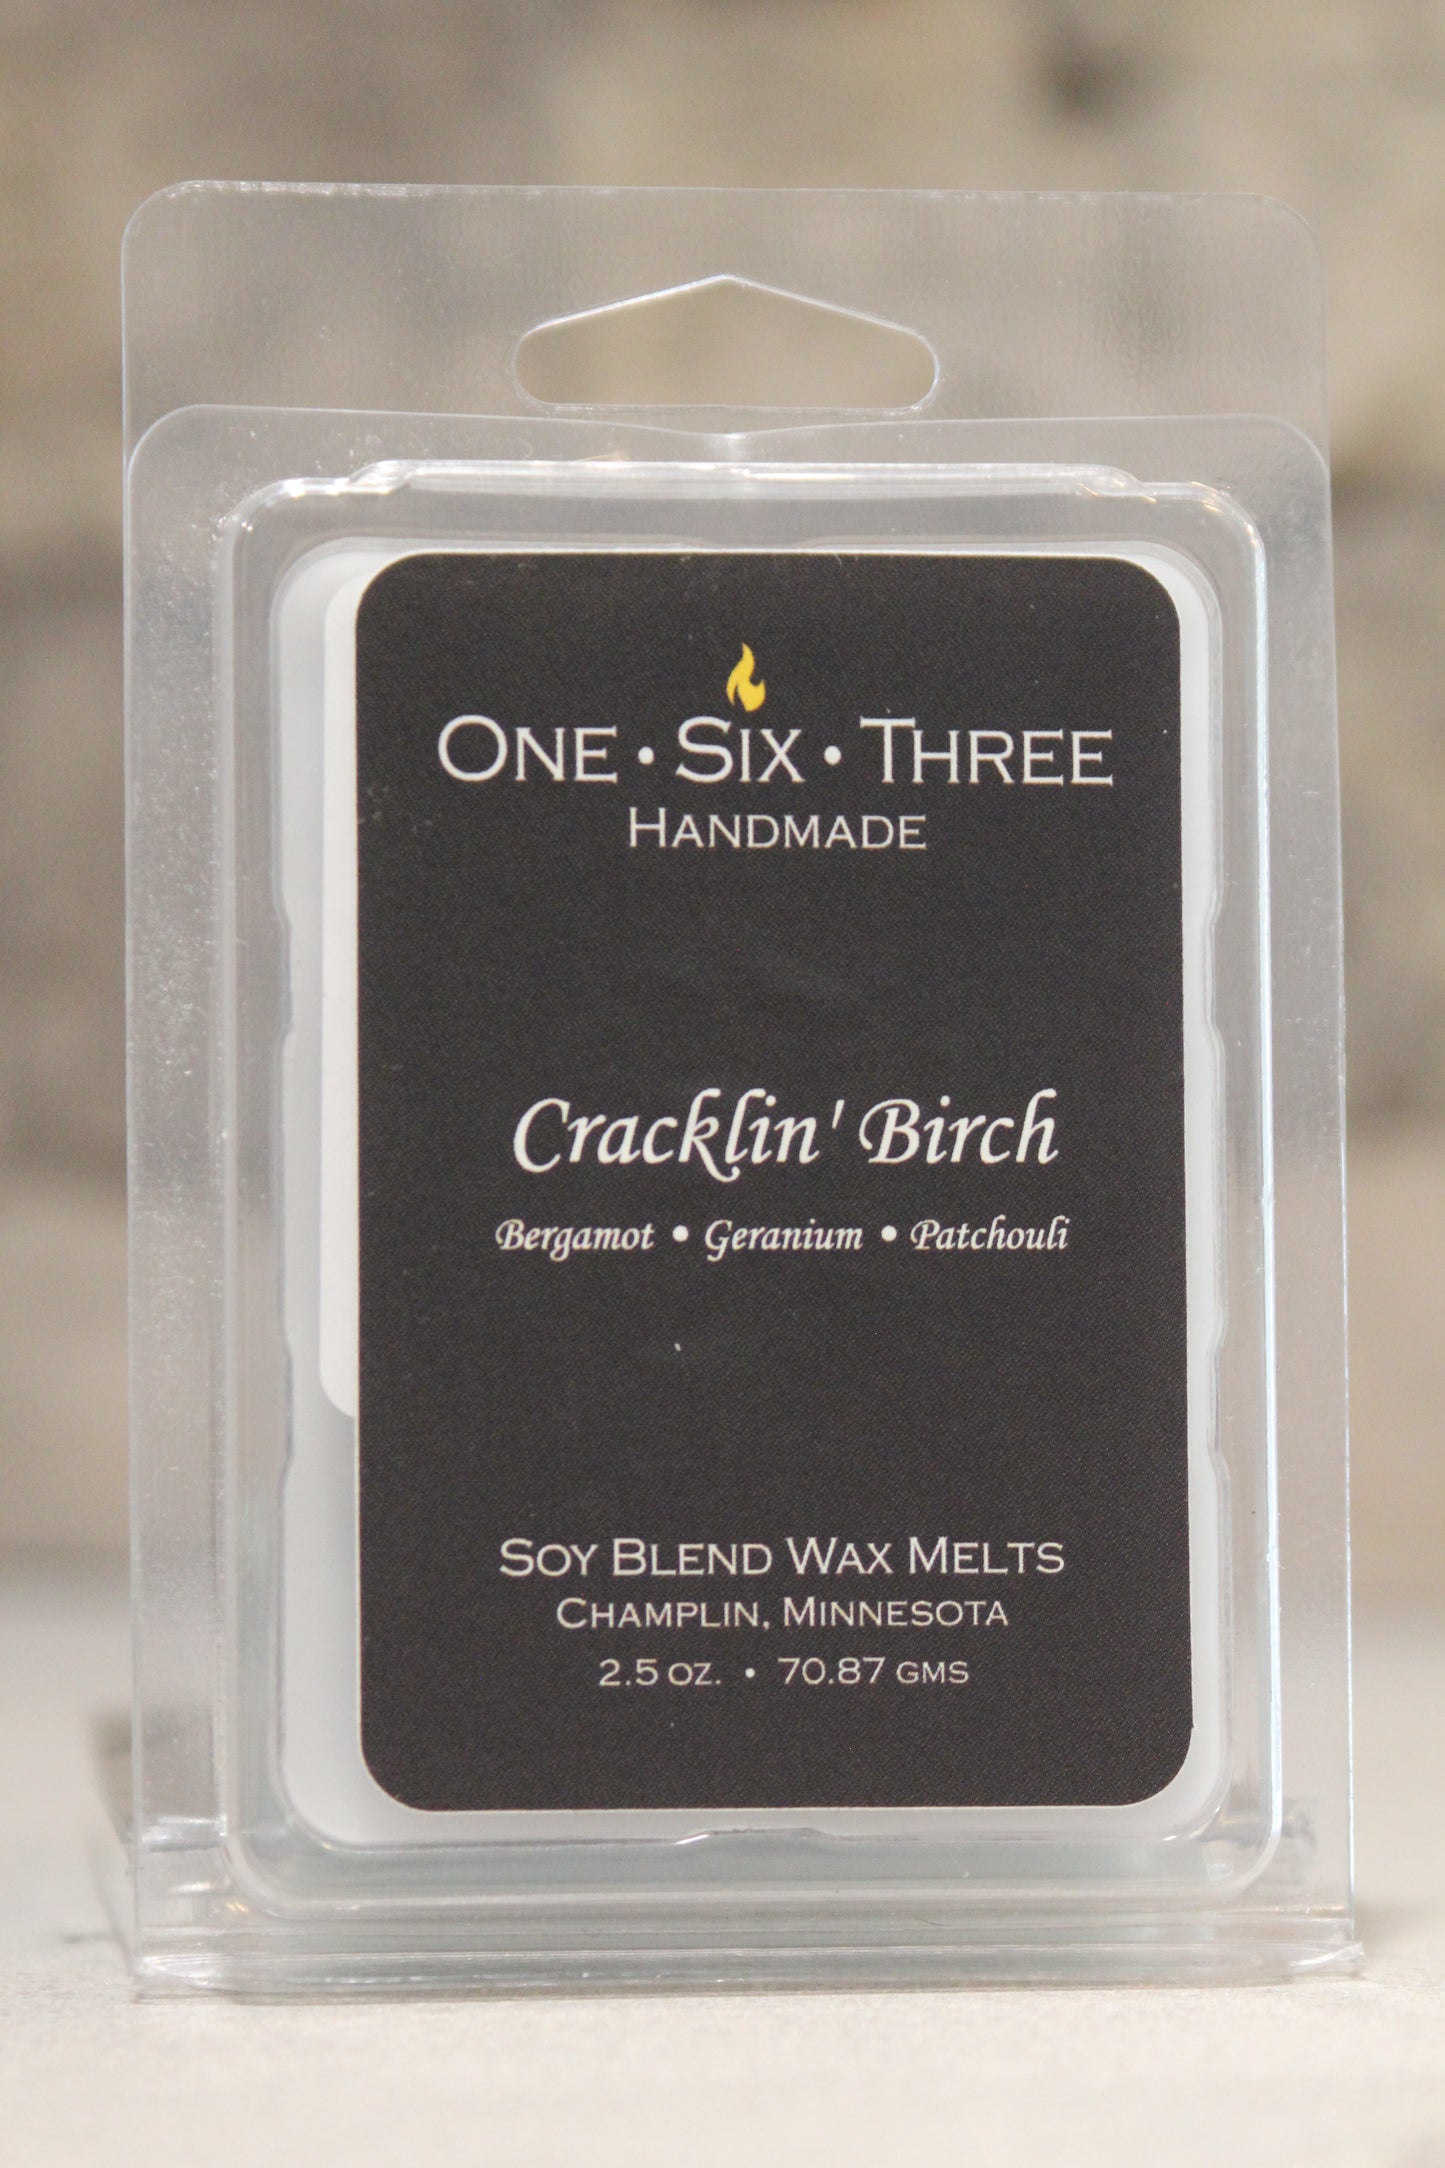 One • Six • Three
Handmade
Cracklin' Birch
Bergamot • Geranium • Patchouli
Soy Blend Wax Melts
Champlin, Minnesota
2.5 oz. • 70.87 gms